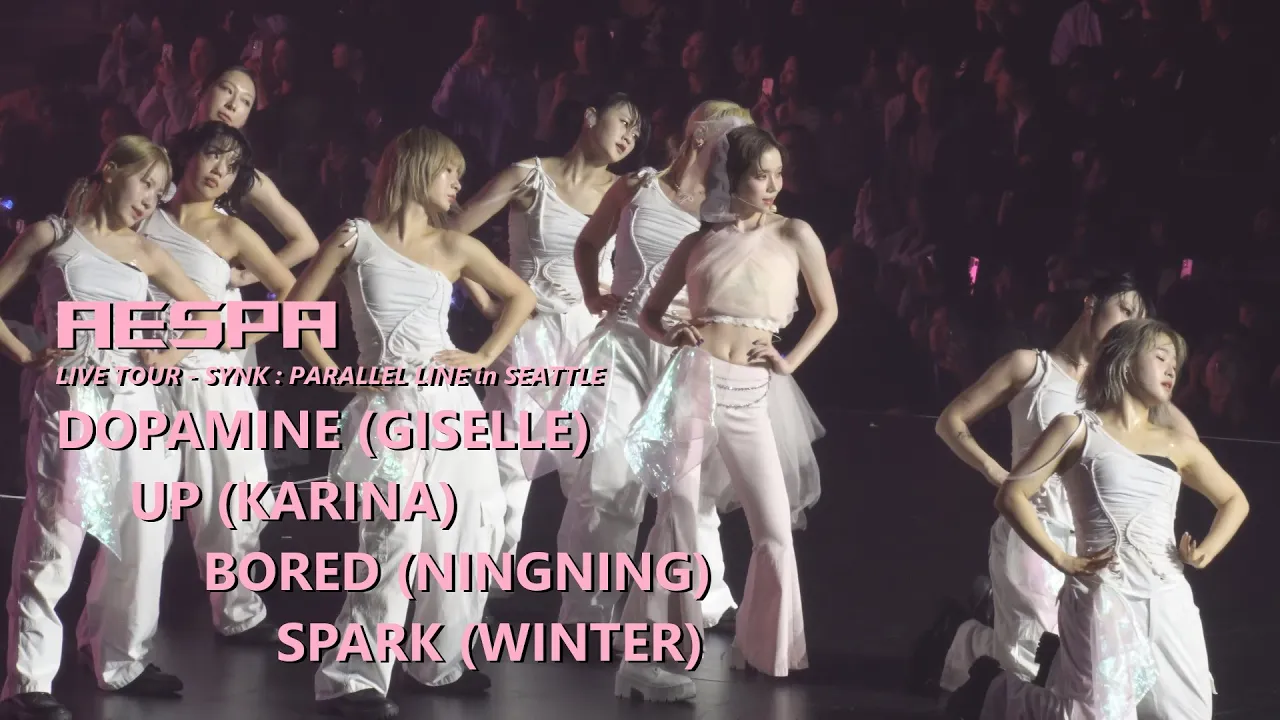 AESPA
LIVE TOUR - SYNK : PARALLEL LINE in SEATTLE
DOPAMINE (GISELLE)
UP (KARINA)
BORED (NINGNING)
SPARK (WINTER)